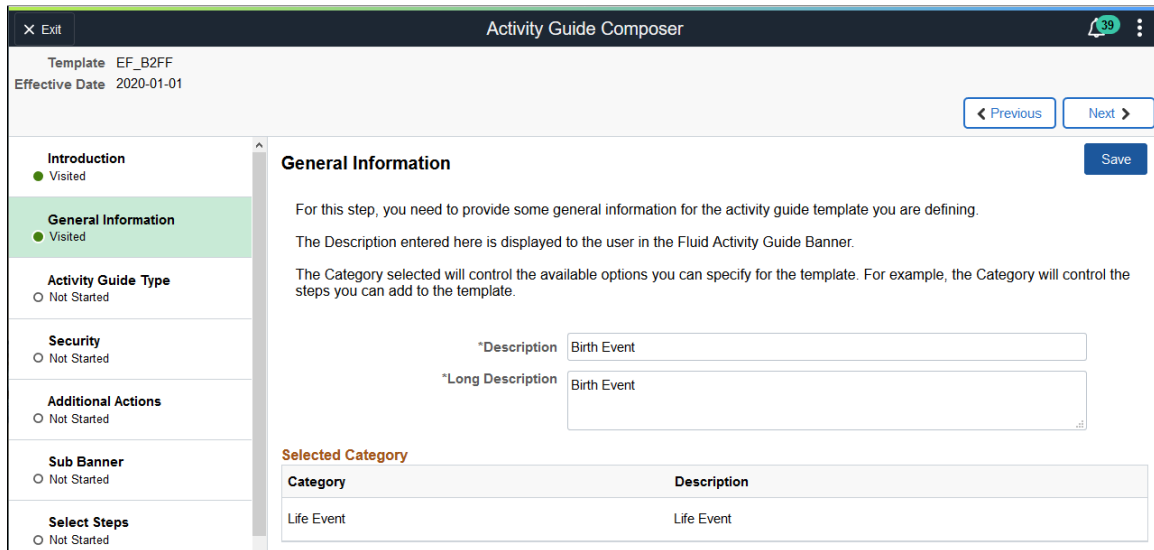 Exit
Activity Guide Composer
39
Template EF_B2FF
Effective Date 2020-01-01
Previous
Next
Introduction
Visited
General Information
Visited
Activity Guide Type
Not Started
Security
Not Started
Additional Actions
Not Started
Sub Banner
Not Started
Select Steps
Not Started
General Information
Save
For this step, you need to provide some general information for the activity guide template you are defining.
The Description entered here is displayed to the user in the Fluid Activity Guide Banner.
The Category selected will control the available options you can specify for the template. For example, the Category will control the
steps you can add to the template.
*Description Birth Event
*Long Description Birth Event
Selected Category
Category Description
Life Event Life Event